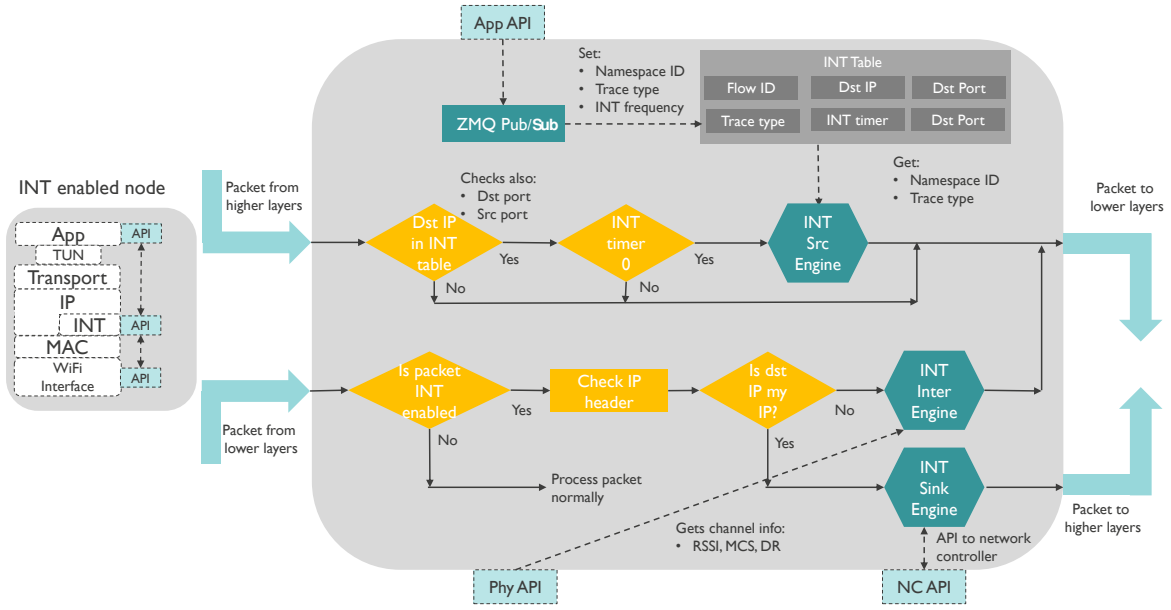 App API
Set:
• Namespace ID
• Trace type
• INT frequency
INT Table
Flow ID
Dst IP
Dst Port
Trace type
INT timer
Dst Port
ZMQ Pub/Sub
Get:
• Namespace ID
• Trace type
INT enabled node
App
API
TUN
Transport
IP
INT
API
MAC
WiFi
Interface
API
Packet from
higher layers
Checks also:
• Dst port
• Src port
Dst IP
in INT
table
Yes
No
INT
timer
0
Yes
No
INT
Src
Engine
Packet to
lower layers
Packet from
lower layers
Is packet
INT
enabled
Yes
No
Check IP
header
Is dst
IP my
IP?
No
Yes
INT
Inter
Engine
Process packet
normally
INT
Sink
Engine
Packet to
higher layers
Gets channel info:
• RSSI, MCS, DR
API to network
controller
Phy API
NC API